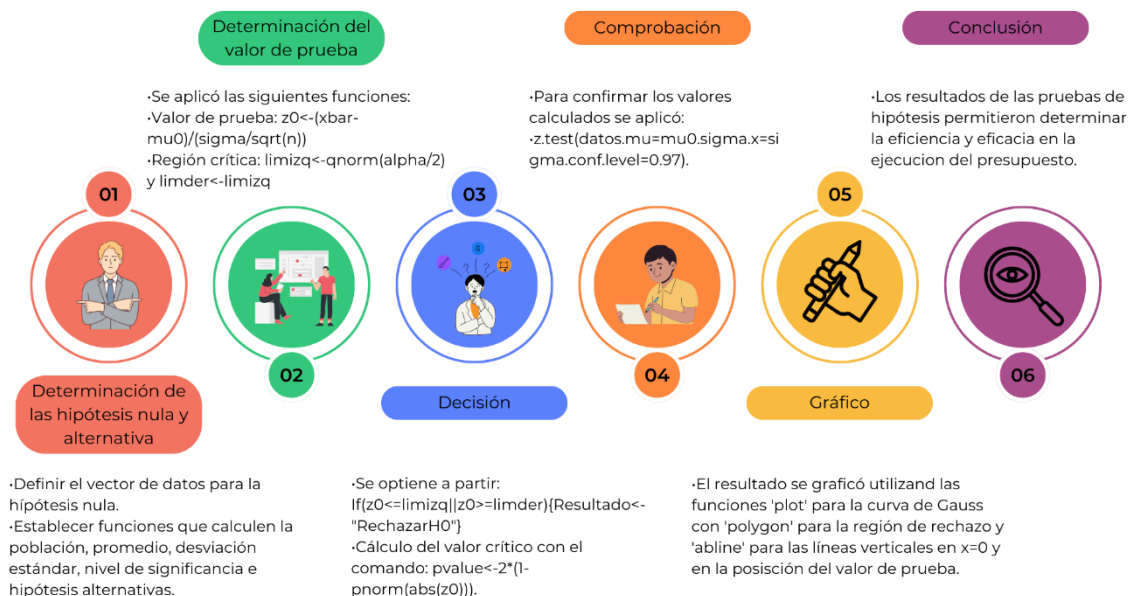 01
Determinación de
las hipótesis nula y
alternativa
•Definir el vector de datos para la
hípótesis nula.
•Establecer funciones que calculen la
población, promedio, desviación
estándar, nivel de significancia e
hipótesis alternativas.
Determinación del
valor de prueba
•Se aplicó las siguientes funciones:
•Valor de prueba: z0<-(xbar-
mu0)/(sigma/sqrt(n))
•Región crítica: limizq<-qnorm(alpha/2)
y limder<-limizq
02
03
Decisión
•Se optiene a partir:
If(z0<=limizq||z0>=limder){Resultado<-
"RechazarH0"}
•Cálculo del valor crítico con el
comando: pvalue<-2*(1-
pnorm(abs(z0))).
Comprobación
•Para confirmar los valores
calculados se aplicó:
•z.test(datos.mu=mu0.sigma.x=si
gma.conf.level=0.97).
04
05
Gráfico
•El resultado se graficó utilizand las
funciones 'plot' para la curva de Gauss
con 'polygon' para la región de rechazo y
'abline' para las líneas verticales en x=0 y
en la posisción del valor de prueba.
Conclusión
•Los resultados de las pruebas de
hipótesis permitieron determinar
la eficiencia y eficacia en la
ejecucion del presupuesto.
06